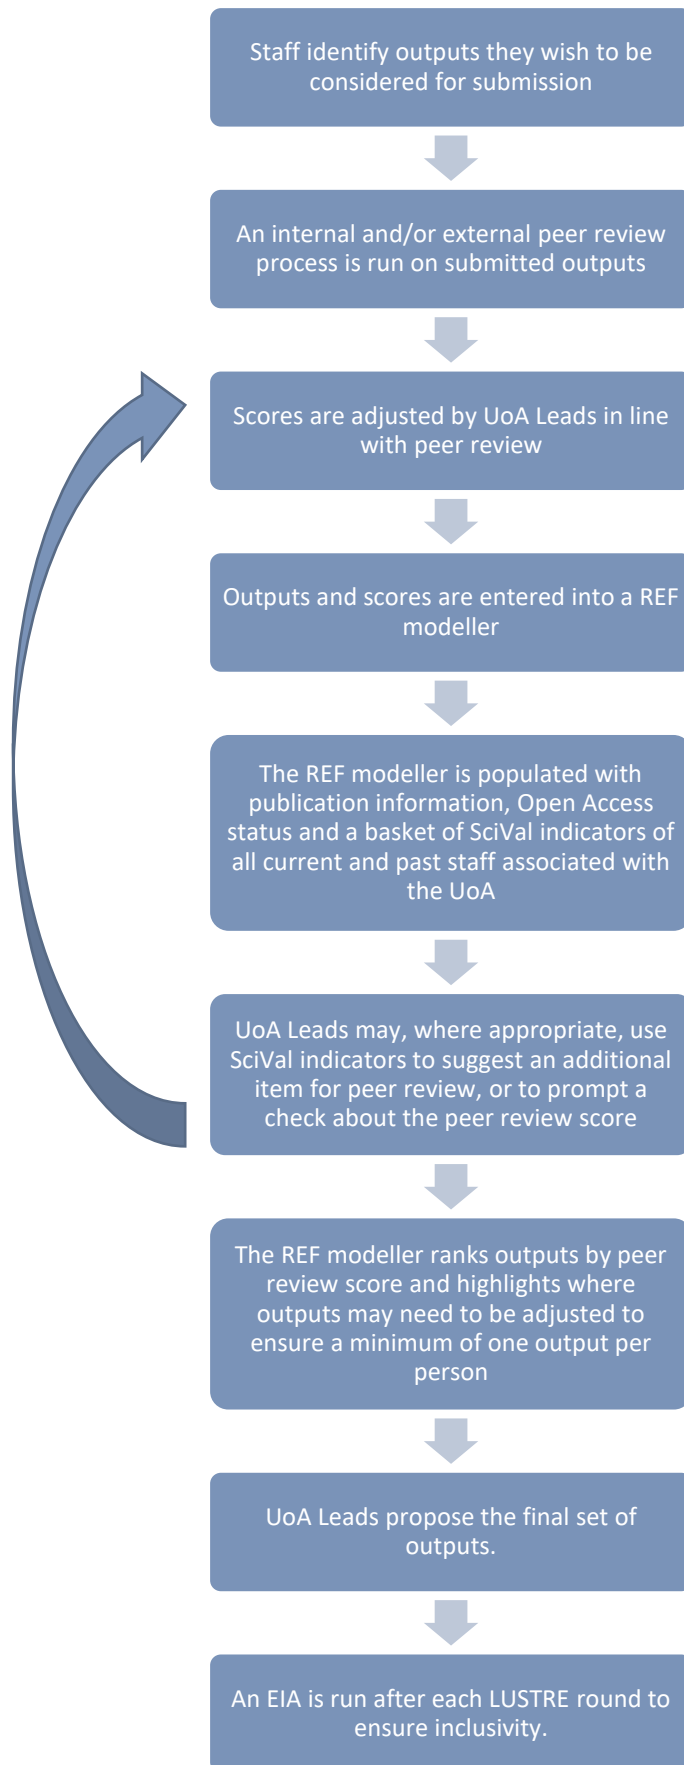 Staff identify outputs they wish to be
considered for submission
An internal and/or external peer review
process is run on submitted outputs
Scores are adjusted by UoA Leads in line
with peer review
Outputs and scores are entered into a REF
modeller
The REF modeller is populated with
publication information, Open Access
status and a basket of SciVal indicators of
all current and past staff associated with
the UoA
UoA Leads may, where appropriate, use
SciVal indicators to suggest an additional
item for peer review, or to prompt a
check about the peer review score
The REF modeller ranks outputs by peer
review score and highlights where
outputs may need to be adjusted to
ensure a minimum of one output per
person
UoA Leads propose the final set of
outputs.
An EIA is run after each LUSTRE round to
ensure inclusivity.